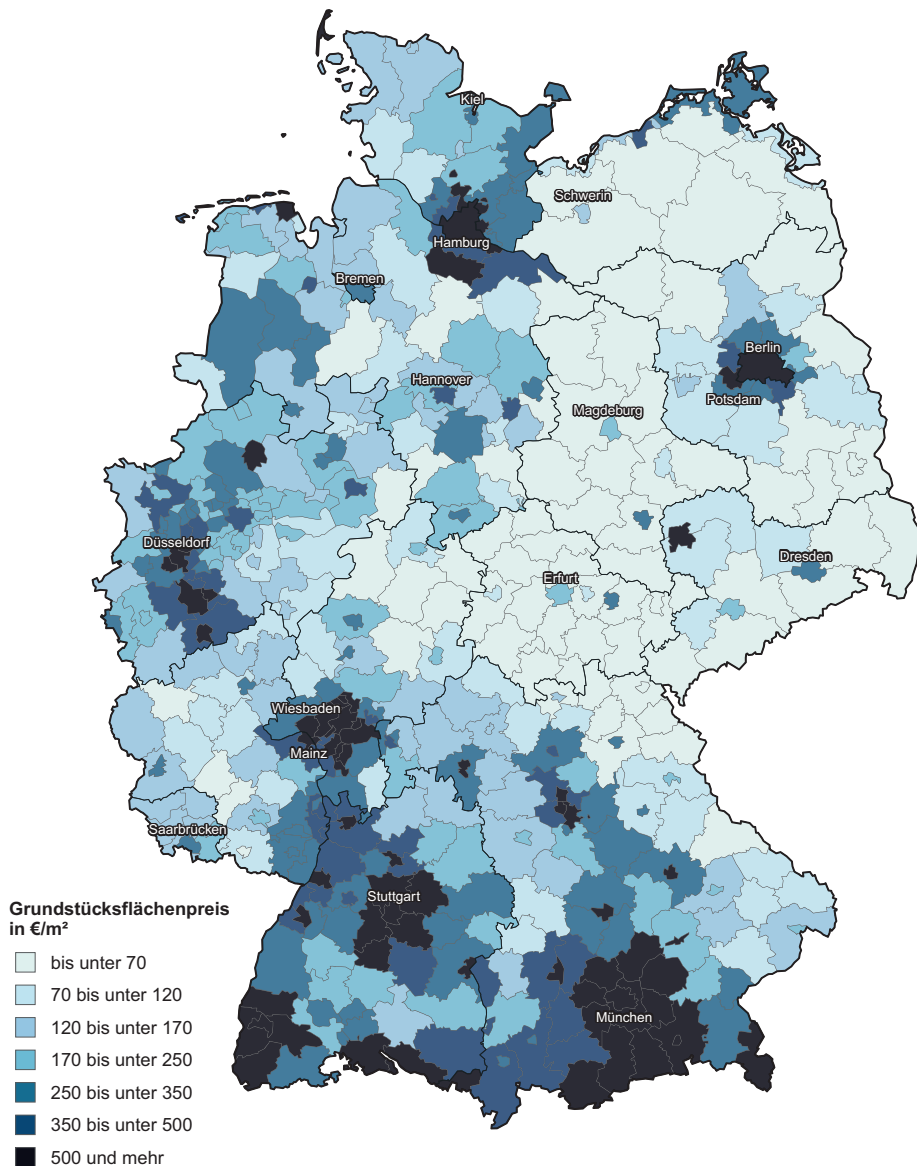 Kiel
Schwerin
Hamburg
Bremen
Berlin
Hannover
Potsdam
Magdeburg
Düsseldorf
Dresden
Erfurt
Wiesbaden
Mainz
Saarbrücken
Stuttgart
München
Grundstücksflächenpreis
in €/m²
bis unter 70
70 bis unter 120
120 bis unter 170
170 bis unter 250
250 bis unter 350
350 bis unter 500
500 und mehr